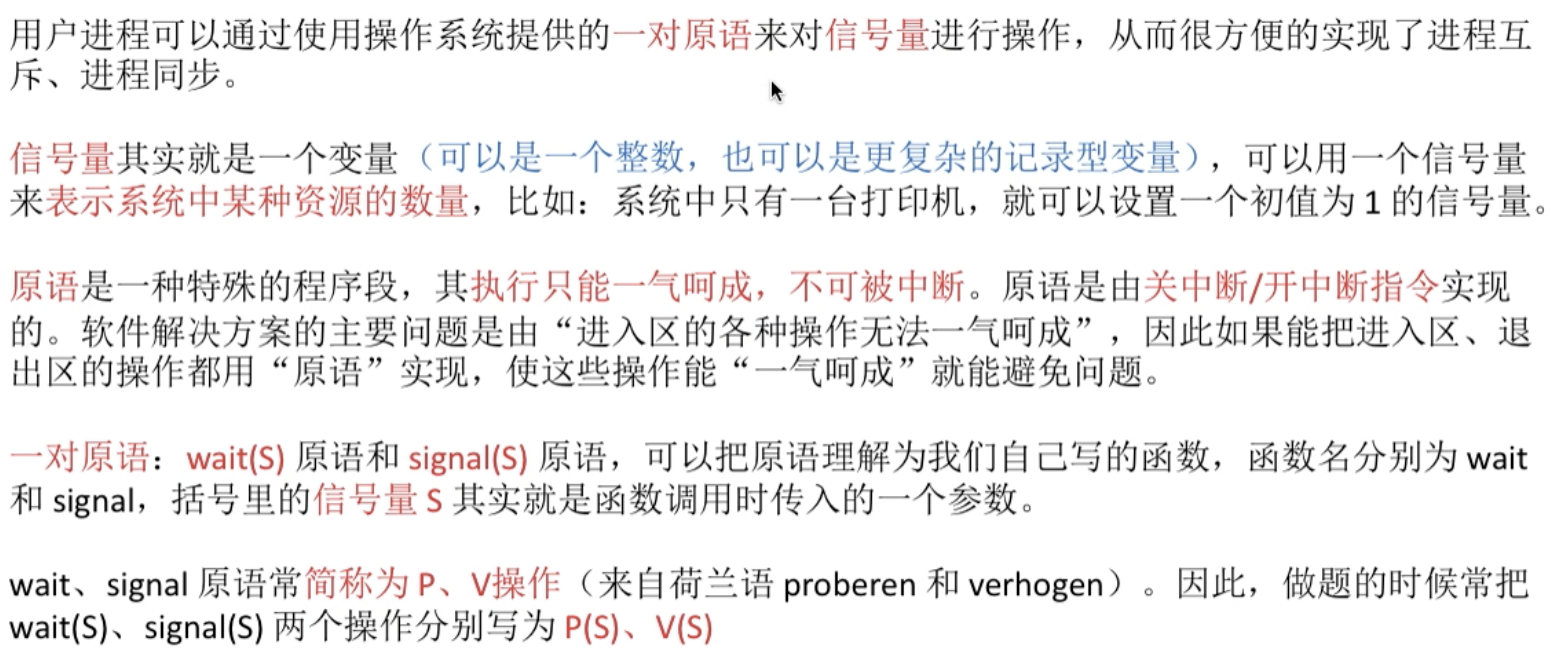 用户进程可以通过使用操作系统提供的一对原语来对信号量进行操作，从而很方便的实现了进程互
斥、进程同步。
信号量其实就是一个变量（可以是一个整数，也可以是更复杂的记录型变量），可以用一个信号量
来表示系统中某种资源的数量，比如：系统中只有一台打印机，就可以设置一个初值为 1 的信号量。
原语是一种特殊的程序段，其执行只能一气呵成，不可被中断。原语是由关中断/开中断指令实现
的。软件解决方案的主要问题是由“进入区的各种操作无法一气呵成”，因此如果能把进入区、退
出区的操作都用“原语”实现，使这些操作能“一气呵成”就能避免问题。
一对原语：wait(S) 原语和 signal(S) 原语，可以把原语理解为我们自己写的函数，函数名分别为 wait
和 signal，括号里的信号量 S 其实就是函数调用时传入的一个参数。
wait、signal 原语常简称为 P、V操作（来自荷兰语 proberen 和 verhogen）。因此，做题的时候常把
wait(S)、signal(S) 两个操作分别写为 P(S)、V(S)